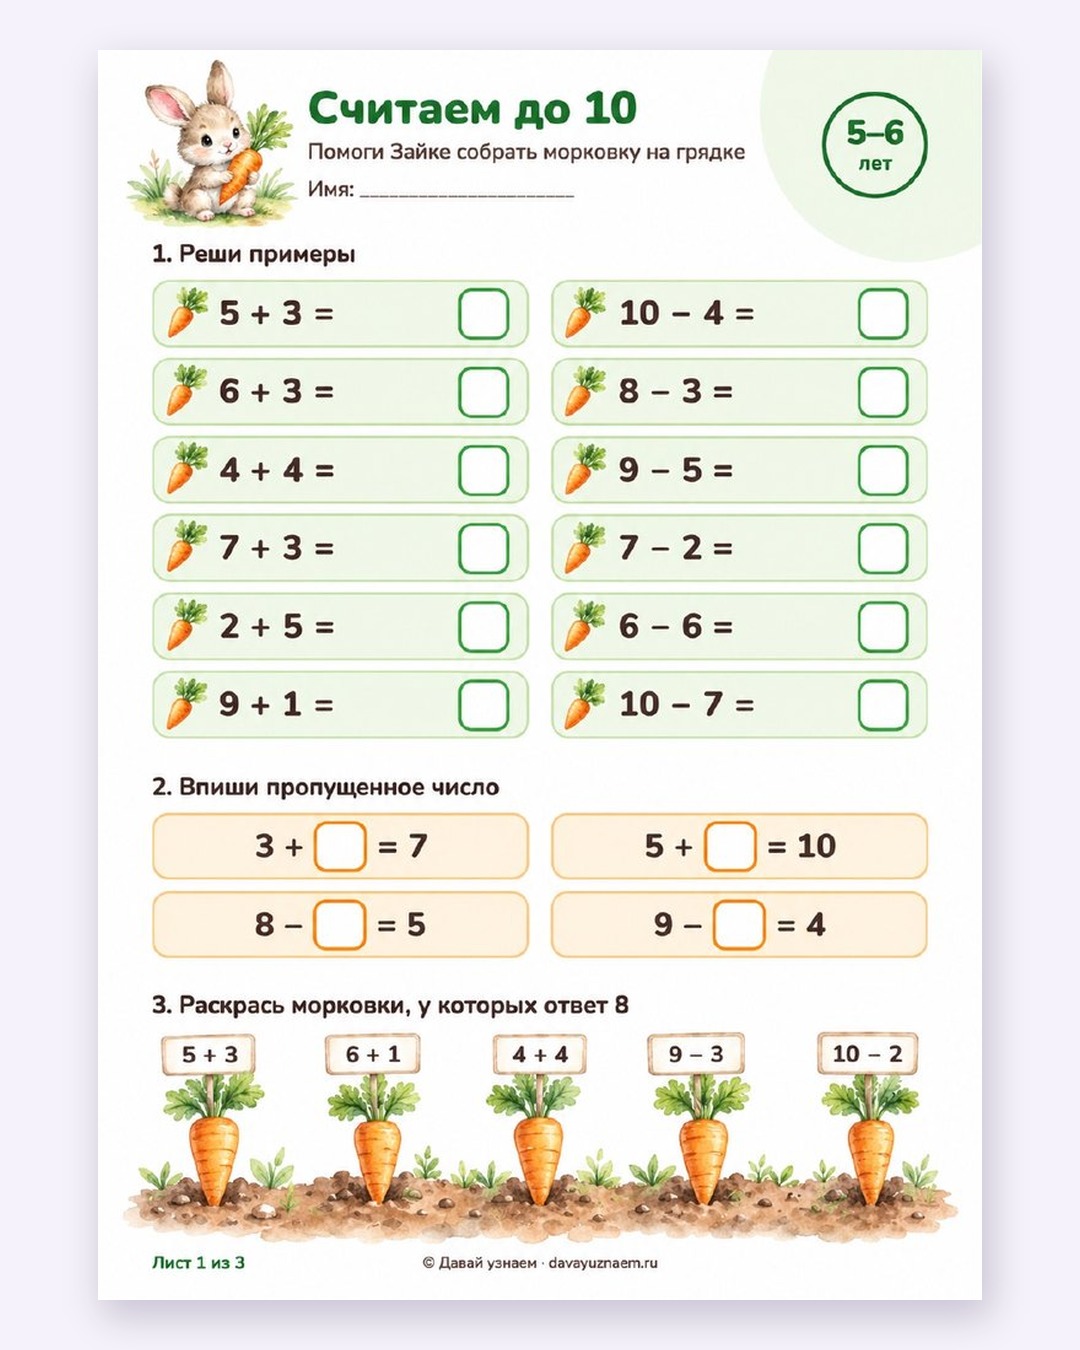 Считаем до 10
Помоги Зайке собрать морковку на грядке
Имя: ______________________
5–6
лет
1. Реши примеры
5 + 3 =
10 – 4 =
6 + 3 =
8 – 3 =
4 + 4 =
9 – 5 =
7 + 3 =
7 – 2 =
2 + 5 =
6 – 6 =
9 + 1 =
10 – 7 =
2. Впиши пропущенное число
3 + = 7
5 + = 10
8 – = 5
9 – = 4
3. Раскрась морковки, у которых ответ 8
5 + 3
6 + 1
4 + 4
9 – 3
10 – 2
Лист 1 из 3
© Давай узнаем · davayuznaem.ru